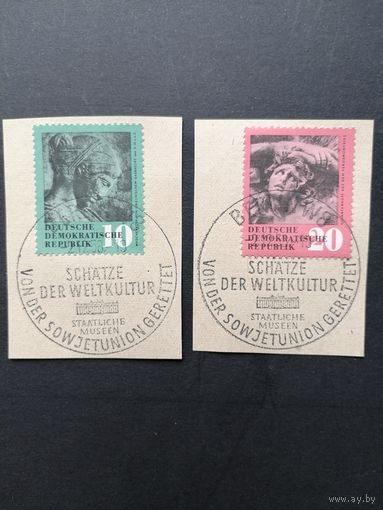 DEUTSCHE
DEMOKRATISCHE
REPUBLIK
10
SCHÄTZE
DER WELTKULTUR
STAATLICHE
MUSEEN
VON DER SOWJETUNION GERETTET
DEUTSCHE
DEMOKRATISCHE
REPUBLIK
20
BERLIN
SCHÄTZE
DER WELTKULTUR
STAATLICHE
MUSEEN
VON DER SOWJETUNION GERETTET
www.ay.by